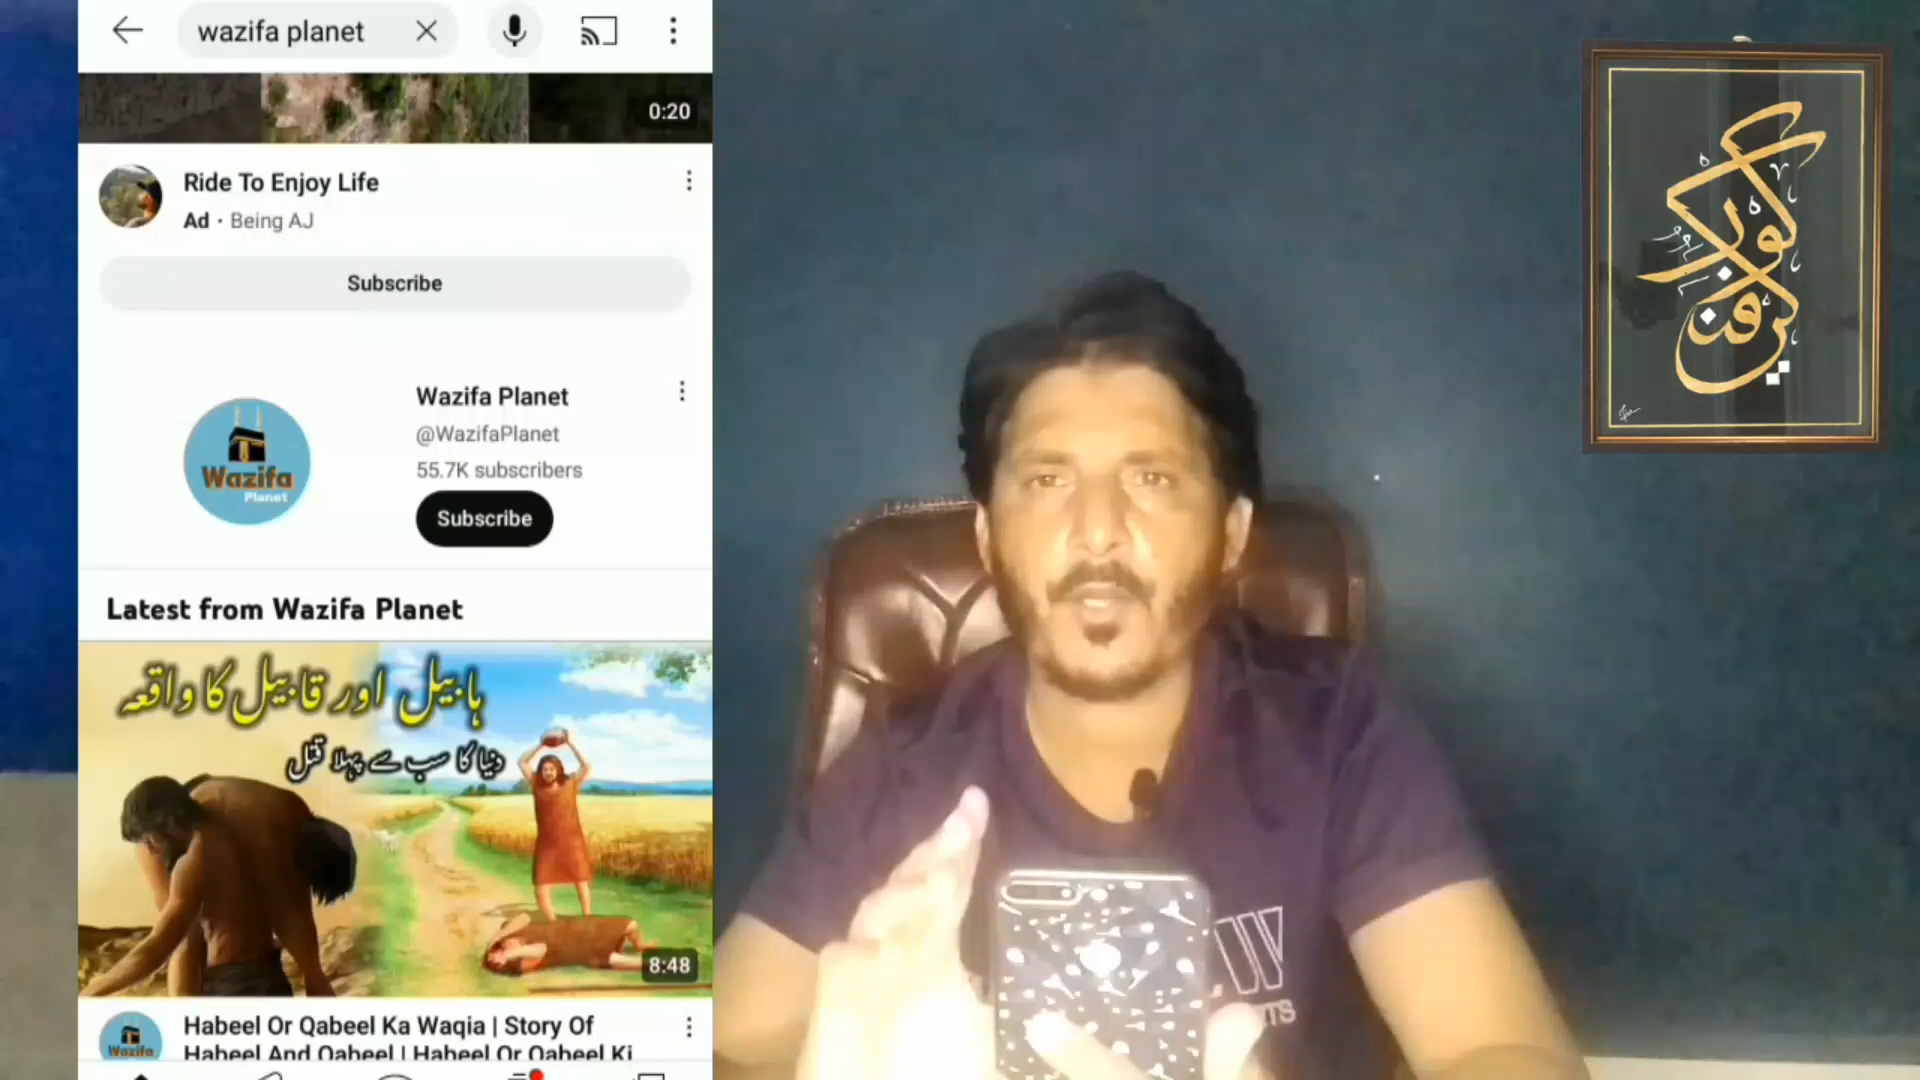 wazifa planet
0:20
Ride To Enjoy Life
Ad · Being AJ
Subscribe
Wazifa Planet
@WazifaPlanet
55.7K subscribers
Subscribe
Wazifa
Planet
Latest from Wazifa Planet
ہابیل اور قابیل کا واقعہ
دنیا کا سب سے پہلا قتل
8:48
Habeel Or Qabeel Ka Waqia | Story Of
Habeel And Qabeel | Habeel Or Qabeel Ki
Wazifa